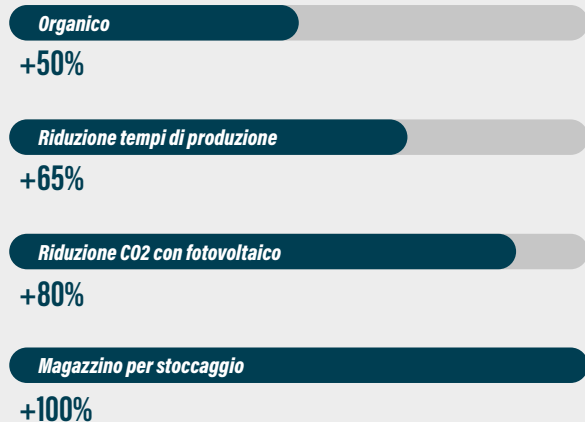 Organico
+50%
Riduzione tempi di produzione
+65%
Riduzione CO2 con fotovoltaico
+80%
Magazzino per stoccaggio
+100%